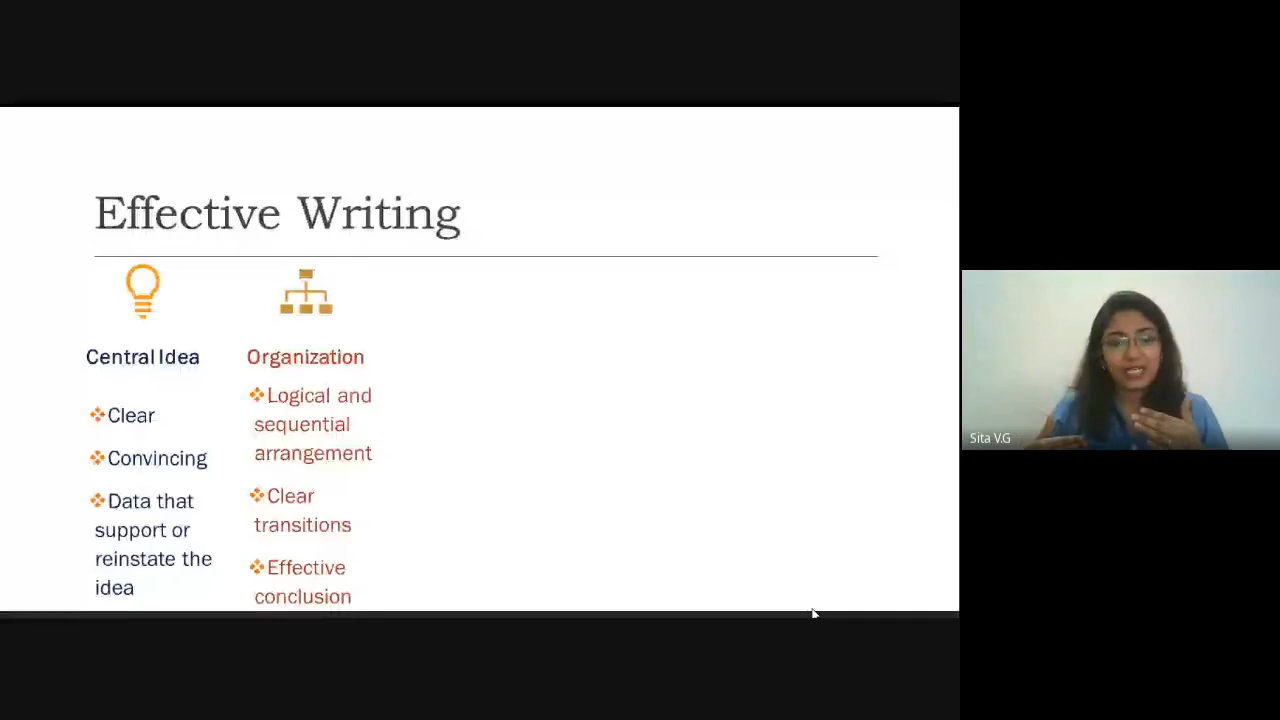 Effective Writing
Central Idea
Clear
Convincing
Data that
support or
reinstate the
idea
Organization
Logical and
sequential
arrangement
Clear
transitions
Effective
conclusion
Sita V.G